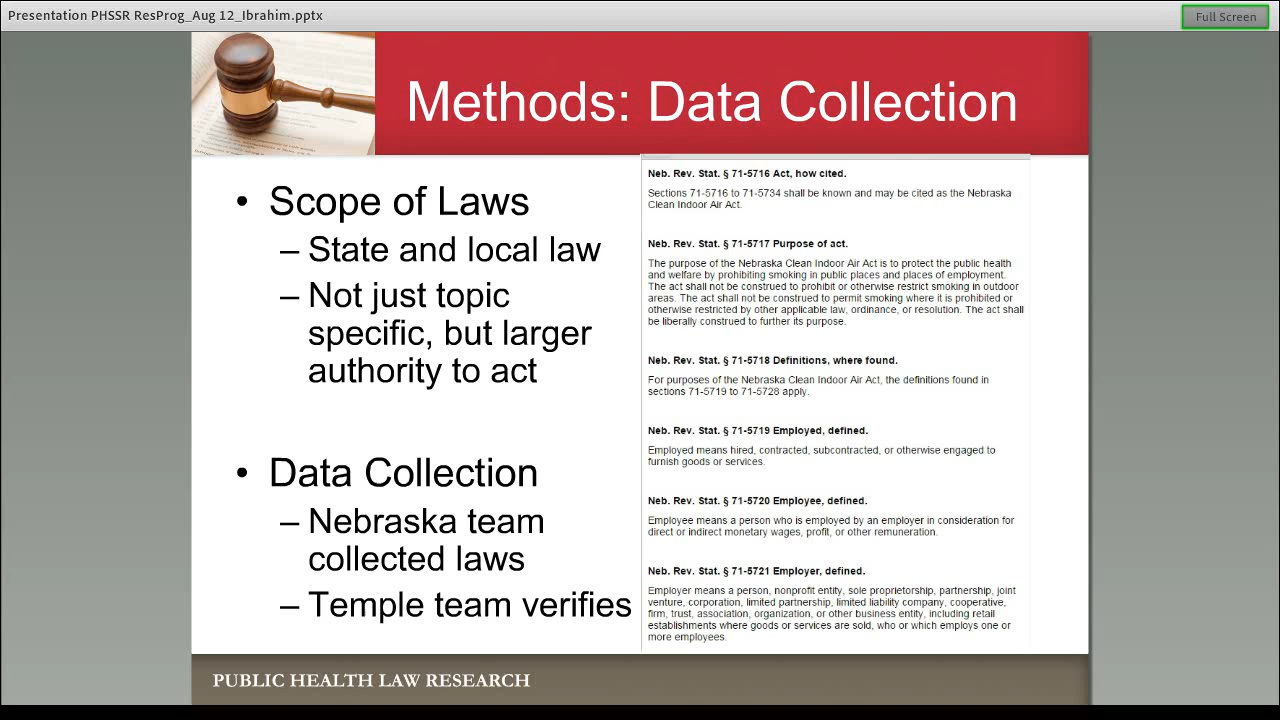 Presentation PHSSR ResProg_Aug 12_Ibrahim.pptx
Full Screen
Methods: Data Collection
• Scope of Laws
– State and local law
– Not just topic
specific, but larger
authority to act
• Data Collection
– Nebraska team
collected laws
– Temple team verifies
Neb. Rev. Stat. § 71-5716 Act, how cited.
Sections 71-5716 to 71-5734 shall be known and may be cited as the Nebraska
Clean Indoor Air Act.
Neb. Rev. Stat. § 71-5717 Purpose of act.
The purpose of the Nebraska Clean Indoor Air Act is to protect the public health
and welfare by prohibiting smoking in public places and places of employment.
The act shall not be construed to prohibit or otherwise restrict smoking in outdoor
areas. The act shall not be construed to permit smoking where it is prohibited or
otherwise restricted by other applicable law, ordinance, or resolution. The act shall
be liberally construed to further its purpose.
Neb. Rev. Stat. § 71-5718 Definitions, where found.
For purposes of the Nebraska Clean Indoor Air Act, the definitions found in
sections 71-5719 to 71-5728 apply.
Neb. Rev. Stat. § 71-5719 Employed, defined.
Employed means hired, contracted, subcontracted, or otherwise engaged to
furnish goods or services.
Neb. Rev. Stat. § 71-5720 Employee, defined.
Employee means a person who is employed by an employer in consideration for
direct or indirect monetary wages, profit, or other remuneration.
Neb. Rev. Stat. § 71-5721 Employer, defined.
Employer means a person, nonprofit entity, sole proprietorship, partnership, joint
venture, corporation, limited partnership, limited liability company, cooperative,
firm, trust, association, organization, or other business entity, including retail
establishments where goods or services are sold, who or which employs one or
more employees.
PUBLIC HEALTH LAW RESEARCH